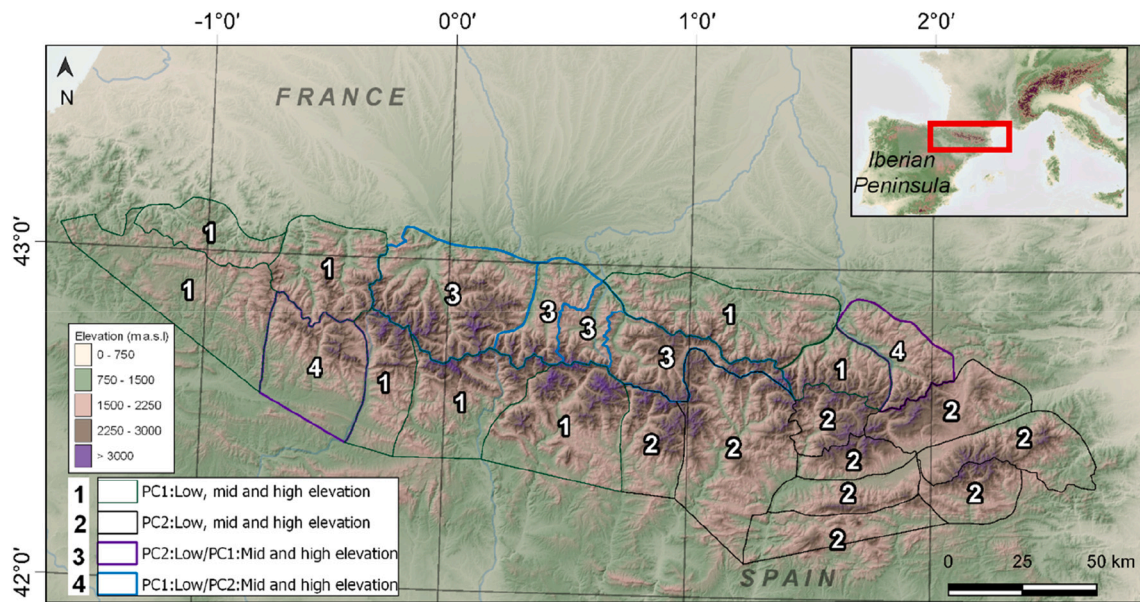 -1°0′ 0°0′ 1°0′ 2°0′
N
FRANCE
Iberian
Peninsula
43°0′
1
1
1
3
3
3
1
4
3
1
4
1
1
1
2
2
2
2
2
2
2
2
2
Elevation (m a.s.l)
0 - 750
750 - 1500
1500 - 2250
2250 - 3000
> 3000
1 PC1:Low, mid and high elevation
2 PC2:Low, mid and high elevation
3 PC2:Low/PC1:Mid and high elevation
4 PC1:Low/PC2:Mid and high elevation
42°0′
SPAIN
0 25 50 km